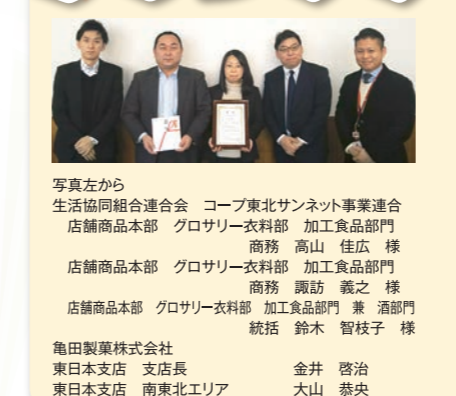 写真左から
生活協同組合連合会　コープ東北サンネット事業連合
店舗商品本部　グロサリー衣料部　加工食品部門
商務　高山　佳広　様
店舗商品本部　グロサリー衣料部　加工食品部門
商務　諏訪　義之　様
店舗商品本部　グロサリー衣料部　加工食品部門　兼　酒部門
統括　鈴木　智枝子　様
亀田製菓株式会社
東日本支店　支店長　金井　啓治
東日本支店　南東北エリア　大山　恭央